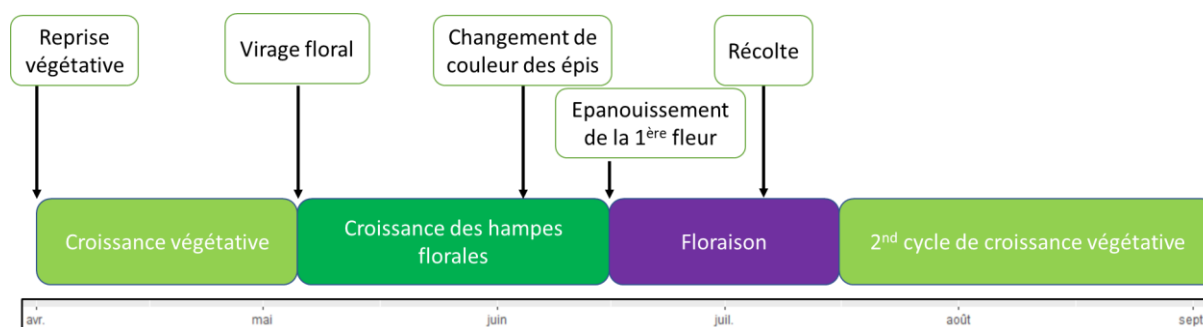 Reprise
végétative
Virage floral
Changement de
couleur des épis
Récolte
Epanouissement
de la 1ère fleur
Croissance végétative
Croissance des hampes
florales
Floraison
2nd cycle de croissance végétative
avr.
mai
juin
juil.
août
sept